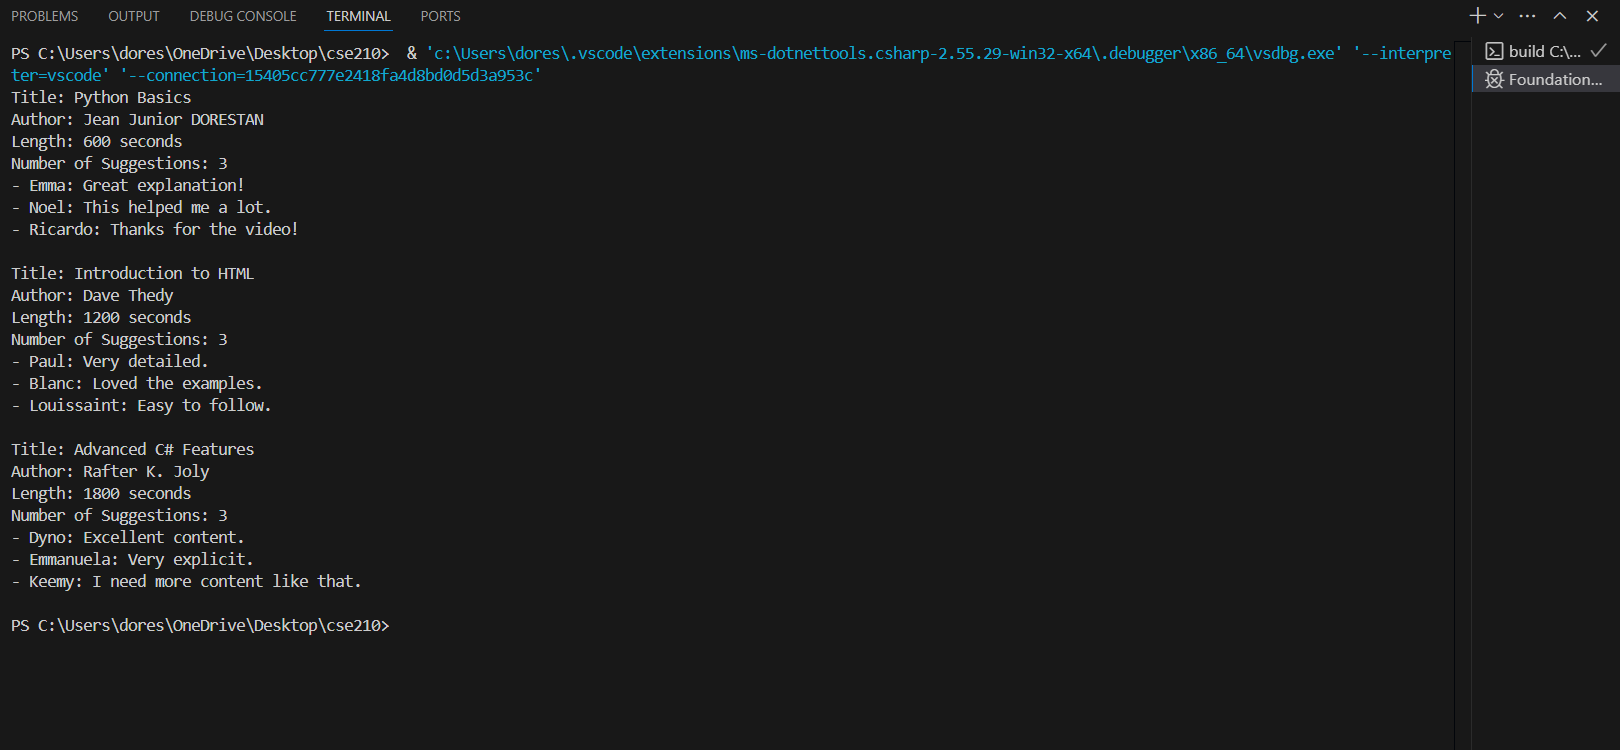 PROBLEMS OUTPUT DEBUG CONSOLE TERMINAL PORTS
PS C:\Users\dores\OneDrive\Desktop\cse210>  & 'c:\Users\dores\.vscode\extensions\ms-dotnettools.csharp-2.55.29-win32-x64\.debugger\x86_64\vsdbg.exe' '--interpre
ter=vscode' '--connection=15405cc777e2418fa4d8bd0d5d3a953c'
Title: Python Basics
Author: Jean Junior DORESTAN
Length: 600 seconds
Number of Suggestions: 3
- Emma: Great explanation!
- Noel: This helped me a lot.
- Ricardo: Thanks for the video!
Title: Introduction to HTML
Author: Dave Thedy
Length: 1200 seconds
Number of Suggestions: 3
- Paul: Very detailed.
- Blanc: Loved the examples.
- Louissaint: Easy to follow.
Title: Advanced C# Features
Author: Rafter K. Joly
Length: 1800 seconds
Number of Suggestions: 3
- Dyno: Excellent content.
- Emmanuela: Very explicit.
- Keemy: I need more content like that.
PS C:\Users\dores\OneDrive\Desktop\cse210>
build C:\...
Foundation...